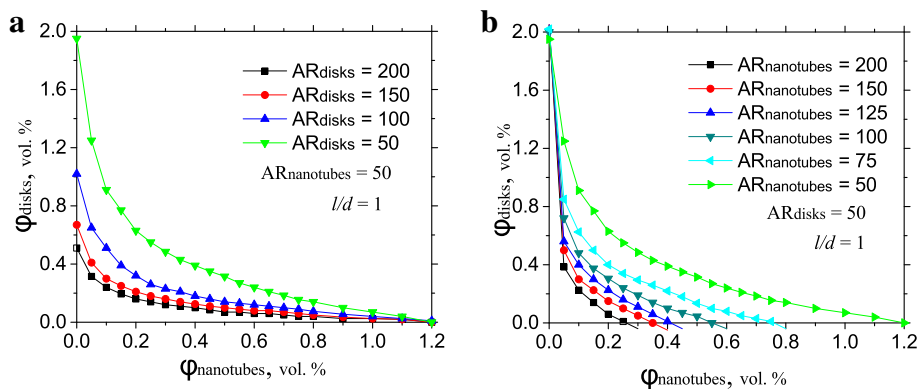 a
2.0
1.6
1.2
0.8
0.4
0.0
φdisks, vol. %
ARdisks = 200
ARdisks = 150
ARdisks = 100
ARdisks = 50
ARnanotubes = 50
l/d = 1
0.0 0.2 0.4 0.6 0.8 1.0 1.2
φnanotubes, vol. %
b
2.0
1.6
1.2
0.8
0.4
0.0
φdisks, vol. %
ARnanotubes = 200
ARnanotubes = 150
ARnanotubes = 125
ARnanotubes = 100
ARnanotubes = 75
ARnanotubes = 50
ARdisks = 50
l/d = 1
0.0 0.2 0.4 0.6 0.8 1.0 1.2
φnanotubes, vol. %